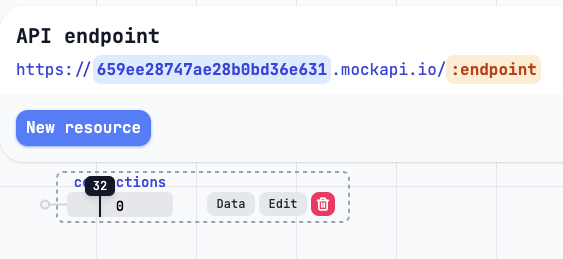 API endpoint
https://659ee28747ae28b0bd36e631.mockapi.io/:endpoint
New resource
32
0 Data Edit